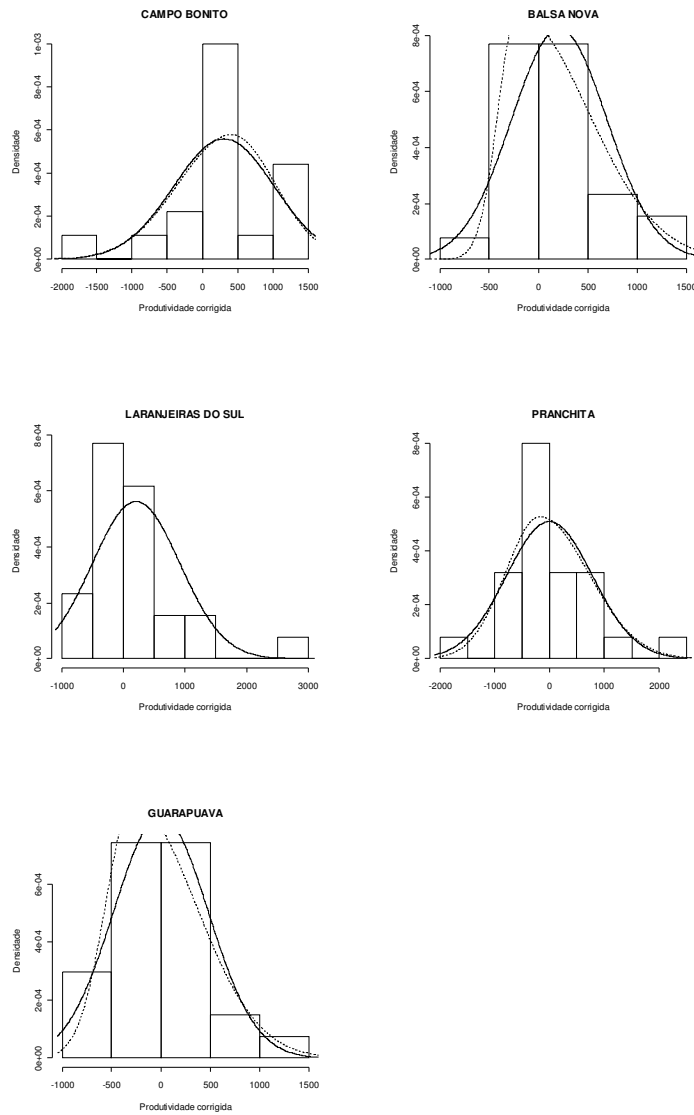 CAMPO BONITO
Densidade
0e+00 2e-04 4e-04 6e-04 8e-04 1e-03
-2000 -1500 -1000 -500 0 500 1000 1500
Produtividade corrigida
BALSA NOVA
Densidade
0e+00 2e-04 4e-04 6e-04 8e-04
-1000 -500 0 500 1000 1500
Produtividade corrigida
LARANJEIRAS DO SUL
Densidade
0e+00 2e-04 4e-04 6e-04 8e-04
-1000 0 1000 2000 3000
Produtividade corrigida
PRANCHITA
Densidade
0e+00 2e-04 4e-04 6e-04 8e-04
-2000 -1000 0 1000 2000
Produtividade corrigida
GUARAPUAVA
Densidade
0e+00 2e-04 4e-04 6e-04
-1000 -500 0 500 1000 1500
Produtividade corrigida